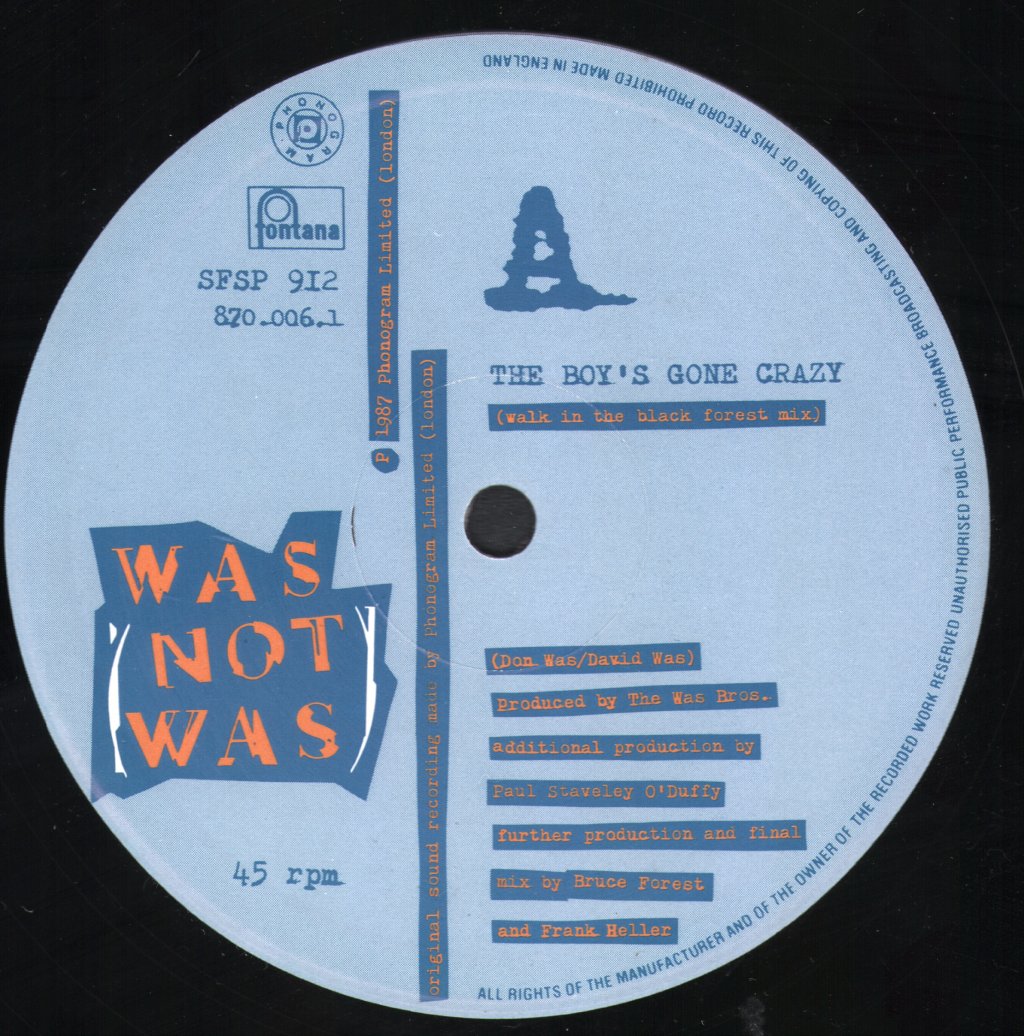 PHONOGRAM
fontana
SFSP 912
870.006.1
P 1987 Phonogram Limited (london)
original sound recording made by Phonogram Limited (london)
WAS
(NOT
WAS)
45 rpm
A
THE BOY'S GONE CRAZY
(walk in the black forest mix)
(Don Was/David Was)
Produced by The Was Bros.
additional production by
Paul Staveley O'Duffy
further production and final
mix by Bruce Forest
and Frank Heller
ALL RIGHTS OF THE MANUFACTURER AND OF THE OWNER OF THE RECORDED WORK RESERVED UNAUTHORISED PUBLIC PERFORMANCE BROADCASTING AND COPYING OF THIS RECORD PROHIBITED MADE IN ENGLAND